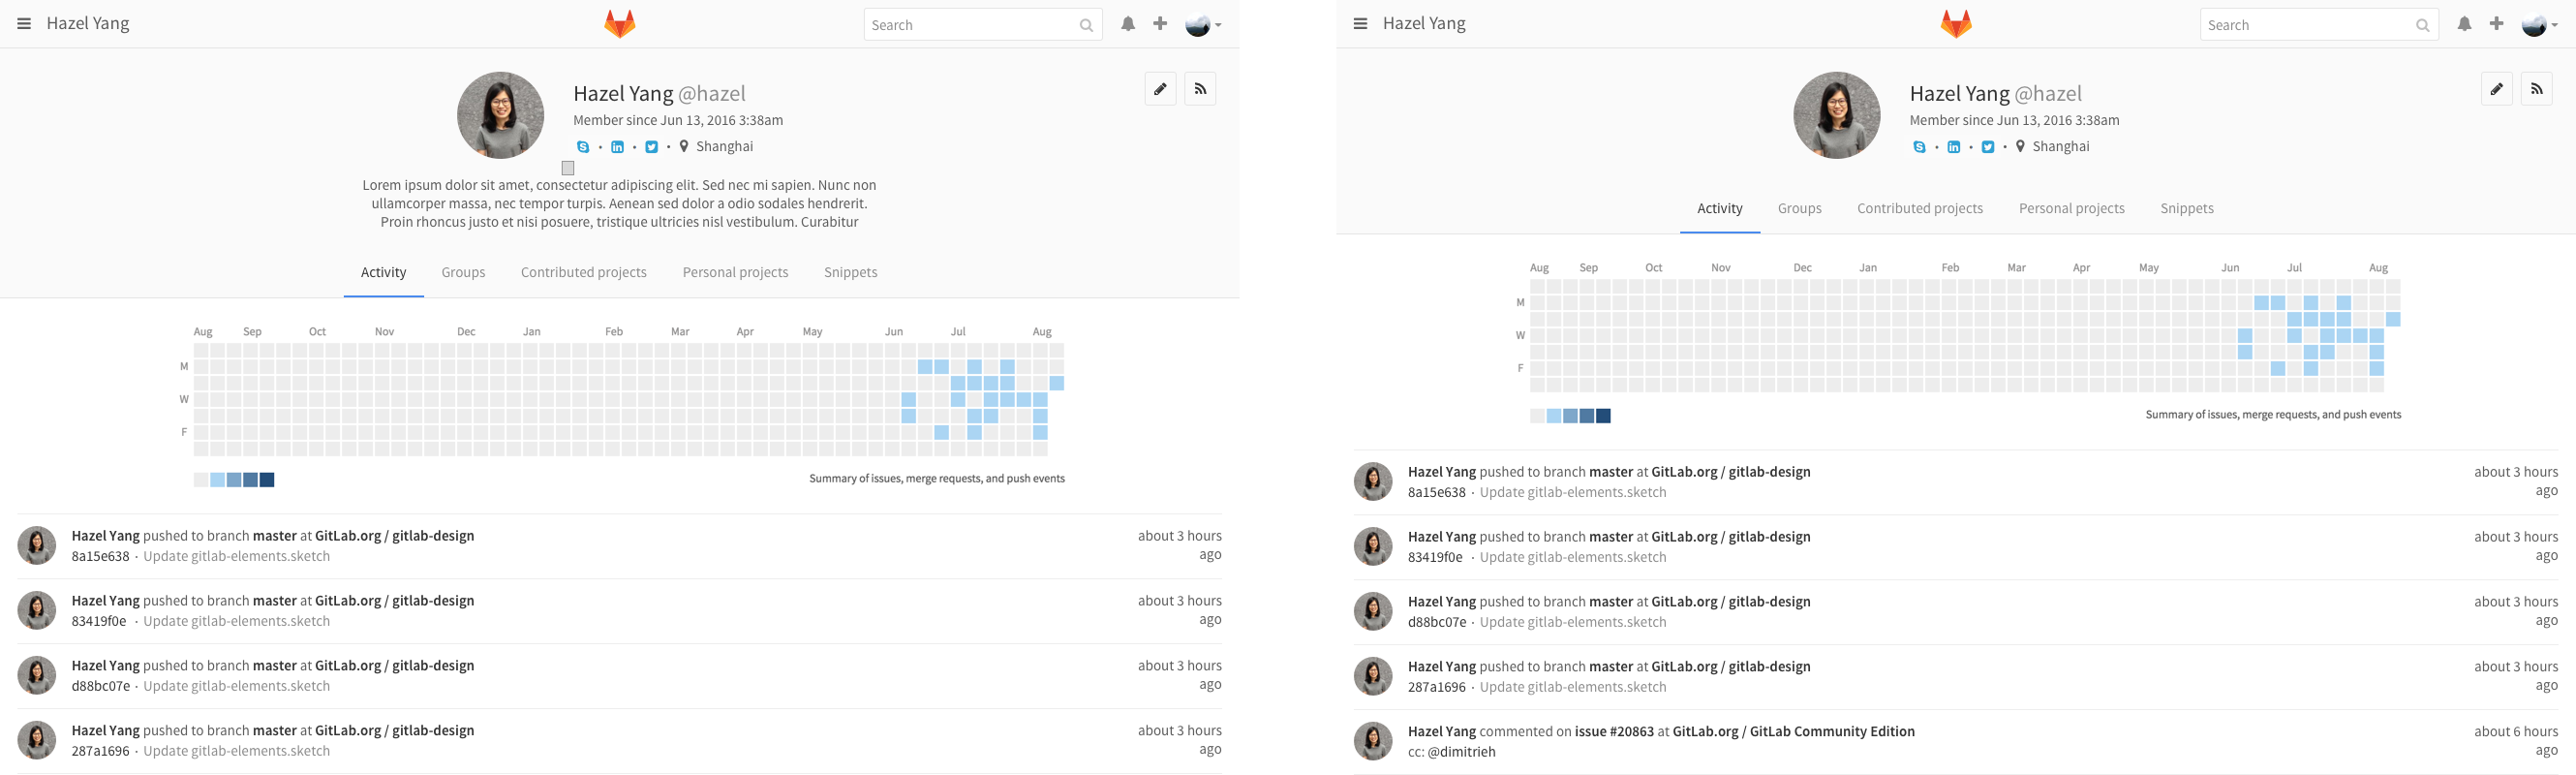 Hazel Yang
Search
Hazel Yang @hazel
Member since Jun 13, 2016 3:38am
· · · Shanghai
Lorem ipsum dolor sit amet, consectetur adipiscing elit. Sed nec mi sapien. Nunc non
ullamcorper massa, nec tempor turpis. Aenean sed dolor a odio sodales hendrerit.
Proin rhoncus justo et nisi posuere, tristique ultricies nisl vestibulum. Curabitur
Activity Groups Contributed projects Personal projects Snippets
Aug Sep Oct Nov Dec Jan Feb Mar Apr May Jun Jul Aug
M
W
F
Summary of issues, merge requests, and push events
Hazel Yang pushed to branch master at GitLab.org / gitlab-design
about 3 hours
8a15e638 · Update gitlab-elements.sketch
ago
Hazel Yang pushed to branch master at GitLab.org / gitlab-design
about 3 hours
83419f0e · Update gitlab-elements.sketch
ago
Hazel Yang pushed to branch master at GitLab.org / gitlab-design
about 3 hours
d88bc07e · Update gitlab-elements.sketch
ago
Hazel Yang pushed to branch master at GitLab.org / gitlab-design
about 3 hours
287a1696 · Update gitlab-elements.sketch
ago
Hazel Yang
Search
Hazel Yang @hazel
Member since Jun 13, 2016 3:38am
· · · Shanghai
Activity Groups Contributed projects Personal projects Snippets
Aug Sep Oct Nov Dec Jan Feb Mar Apr May Jun Jul Aug
M
W
F
Summary of issues, merge requests, and push events
Hazel Yang pushed to branch master at GitLab.org / gitlab-design
about 3 hours
8a15e638 · Update gitlab-elements.sketch
ago
Hazel Yang pushed to branch master at GitLab.org / gitlab-design
about 3 hours
83419f0e · Update gitlab-elements.sketch
ago
Hazel Yang pushed to branch master at GitLab.org / gitlab-design
about 3 hours
d88bc07e · Update gitlab-elements.sketch
ago
Hazel Yang pushed to branch master at GitLab.org / gitlab-design
about 3 hours
287a1696 · Update gitlab-elements.sketch
ago
Hazel Yang commented on issue #20863 at GitLab.org / GitLab Community Edition
about 6 hours
cc: @dimitrieh
ago